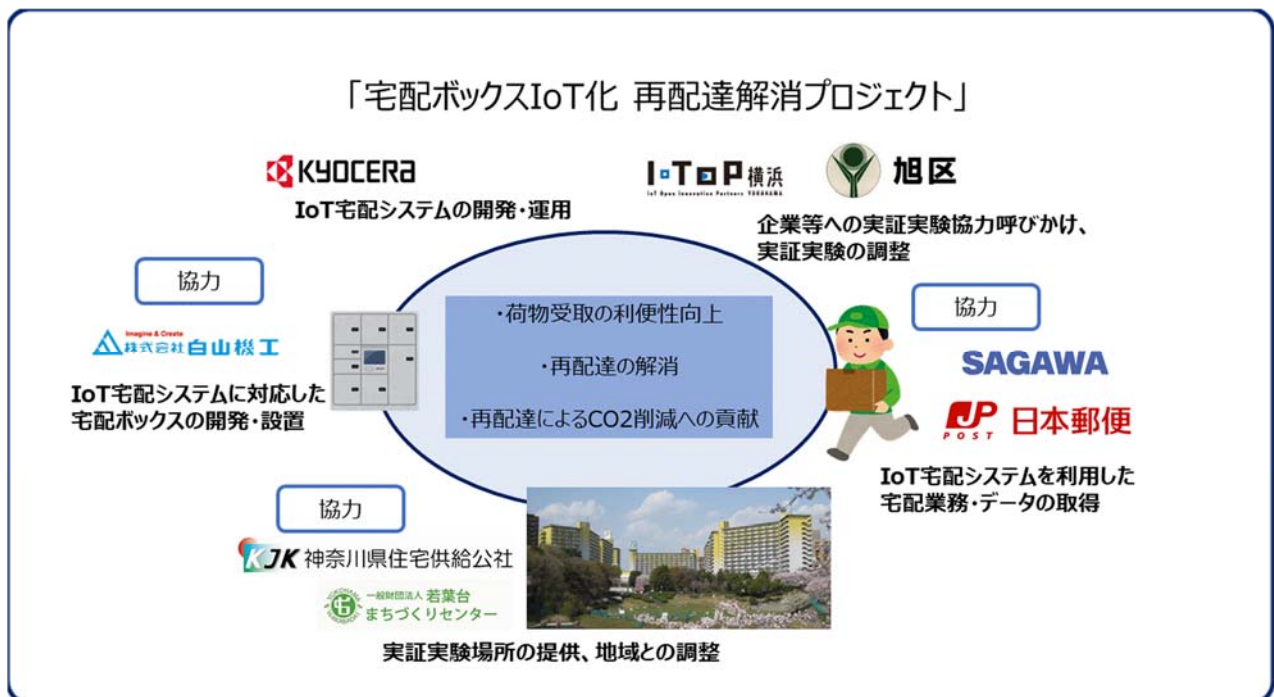 「宅配ボックスIoT化 再配達解消プロジェクト」
KYOCERA
IoT宅配システムの開発・運用
I・TOP横浜
IoT Open Innovation Partners YOKOHAMA
旭区
企業等への実証実験協力呼びかけ、
実証実験の調整
協力
Imagine & Create
株式会社白山機工
IoT宅配システムに対応した
宅配ボックスの開発・設置
・荷物受取の利便性向上
・再配達の解消
・再配達によるCO2削減への貢献
協力
SAGAWA
JP
POST
日本郵便
IoT宅配システムを利用した
宅配業務・データの取得
協力
KJK 神奈川県住宅供給公社
一般財団法人 若葉台
まちづくりセンター
実証実験場所の提供、地域との調整